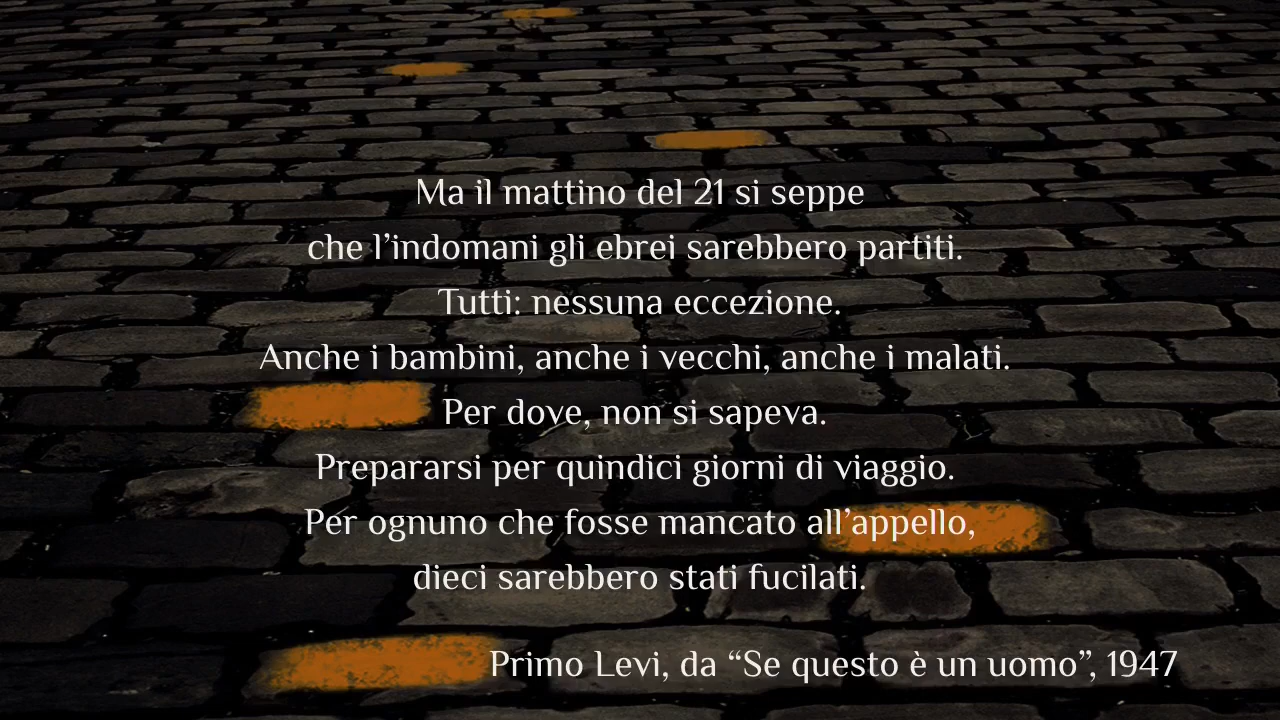 Ma il mattino del 21 si seppe
che l’indomani gli ebrei sarebbero partiti.
Tutti: nessuna eccezione.
Anche i bambini, anche i vecchi, anche i malati.
Per dove, non si sapeva.
Prepararsi per quindici giorni di viaggio.
Per ognuno che fosse mancato all’appello,
dieci sarebbero stati fucilati.
Primo Levi, da “Se questo è un uomo”, 1947